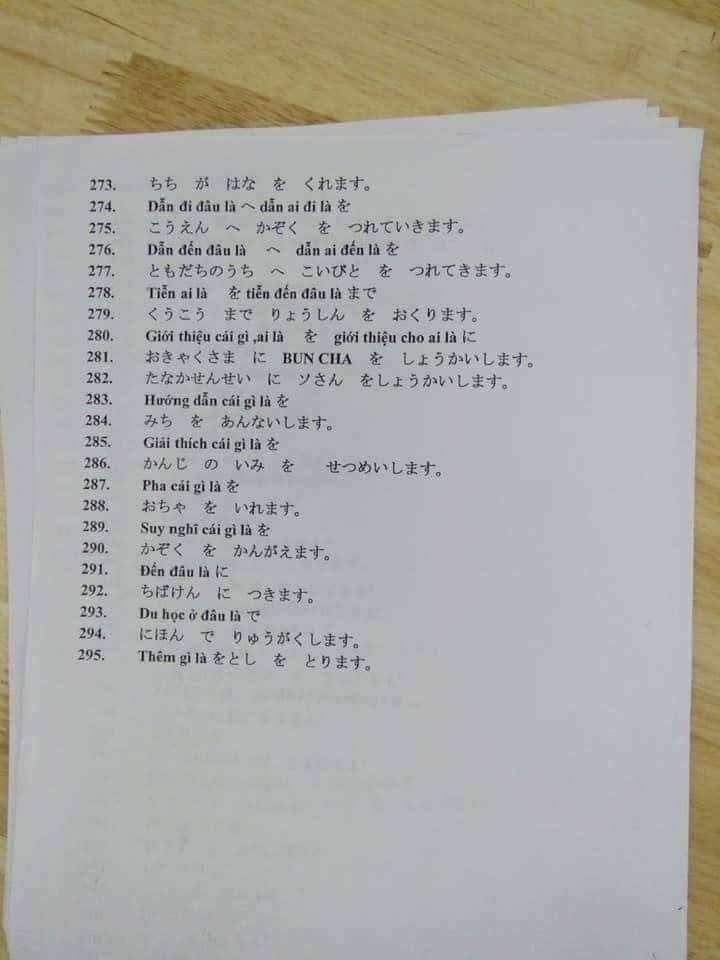 273. ちち が はな を くれます。
274. Dẫn đi đâu là へ dẫn ai đi là を
275. こうえん へ かぞく を つれていきます。
276. Dẫn đến đâu là へ dẫn ai đến là を
277. ともだちのうち へ こいびと を つれてきます。
278. Tiễn ai là を tiễn đến đâu là まで
279. くうこう まで りょうしん を おくります。
280. Giới thiệu cái gì ,ai là を giới thiệu cho ai là に
281. おきゃくさま に BUN CHA を しょうかいします。
282. たなかせんせい に ソさん をしょうかいします。
283. Hướng dẫn cái gì là を
284. みち を あんないします。
285. Giải thích cái gì là を
286. かんじ の いみ を せつめいします。
287. Pha cái gì là を
288. おちゃ を いれます。
289. Suy nghĩ cái gì là を
290. かぞく を かんがえます。
291. Đến đâu là に
292. ちばけん に つきます。
293. Du học ở đâu là で
294. にほん で りゅうがくします。
295. Thêm gì là をとし を とります。